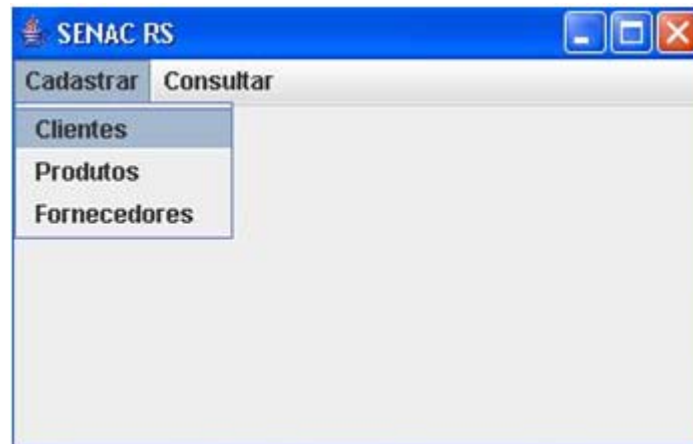 SENAC RS
Cadastrar Consultar
Clientes
Produtos
Fornecedores